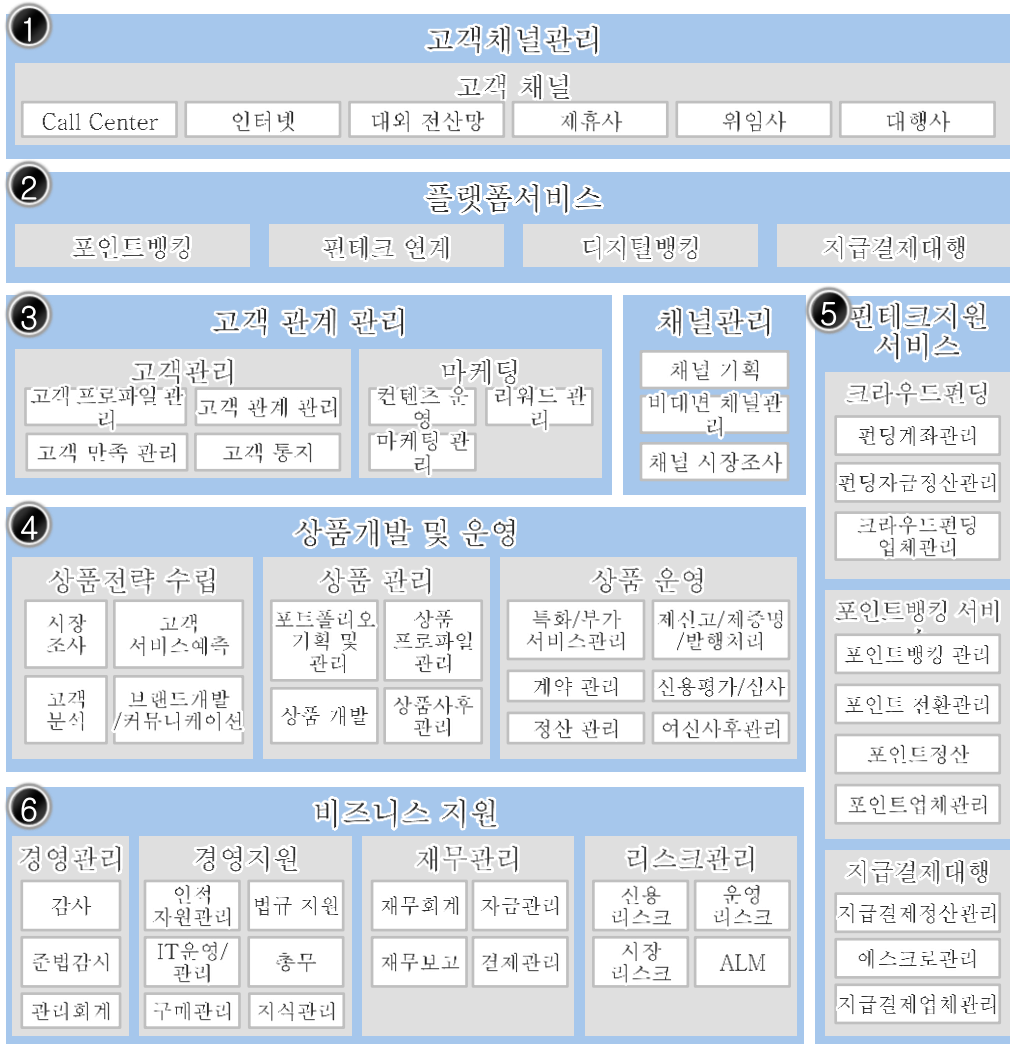 1
고객채널관리
고객 채널
Call Center
인터넷
대외 전산망
제휴사
위임사
대행사
2
플랫폼서비스
포인트뱅킹
핀테크 연계
디지털뱅킹
지급결제대행
3
고객 관계 관리
고객관리
고객 프로파일 관
리
고객 관계 관리
고객 만족 관리
고객 통지
마케팅
컨텐츠 운
영
리워드 관
리
마케팅 관
리
채널관리
채널 기획
비대면 채널관
리
채널 시장조사
4
상품개발 및 운영
상품전략 수립
시장
조사
고객
서비스예측
고객
분석
브랜드개발
/커뮤니케이션
상품 관리
포트폴리오
기획 및
관리
상품
프로파일
관리
상품 개발
상품사후
관리
상품 운영
특화/부가
서비스관리
제신고/제증명
/발행처리
계약 관리
신용평가/심사
정산 관리
여신사후관리
5
핀테크지원
서비스
크라우드펀딩
펀딩계좌관리
펀딩자금정산관리
크라우드펀딩
업체관리
포인트뱅킹 서비
포인트뱅킹 관리
포인트 전환관리
포인트정산
포인트업체관리
지급결제대행
지급결제정산관리
에스크로관리
지급결제업체관리
6
비즈니스 지원
경영관리
감사
준법감시
관리회계
경영지원
인적
자원관리
법규 지원
IT운영/
관리
총무
구매관리
지식관리
재무관리
재무회계
자금관리
재무보고
결제관리
리스크관리
신용
리스크
운영
리스크
시장
리스크
ALM